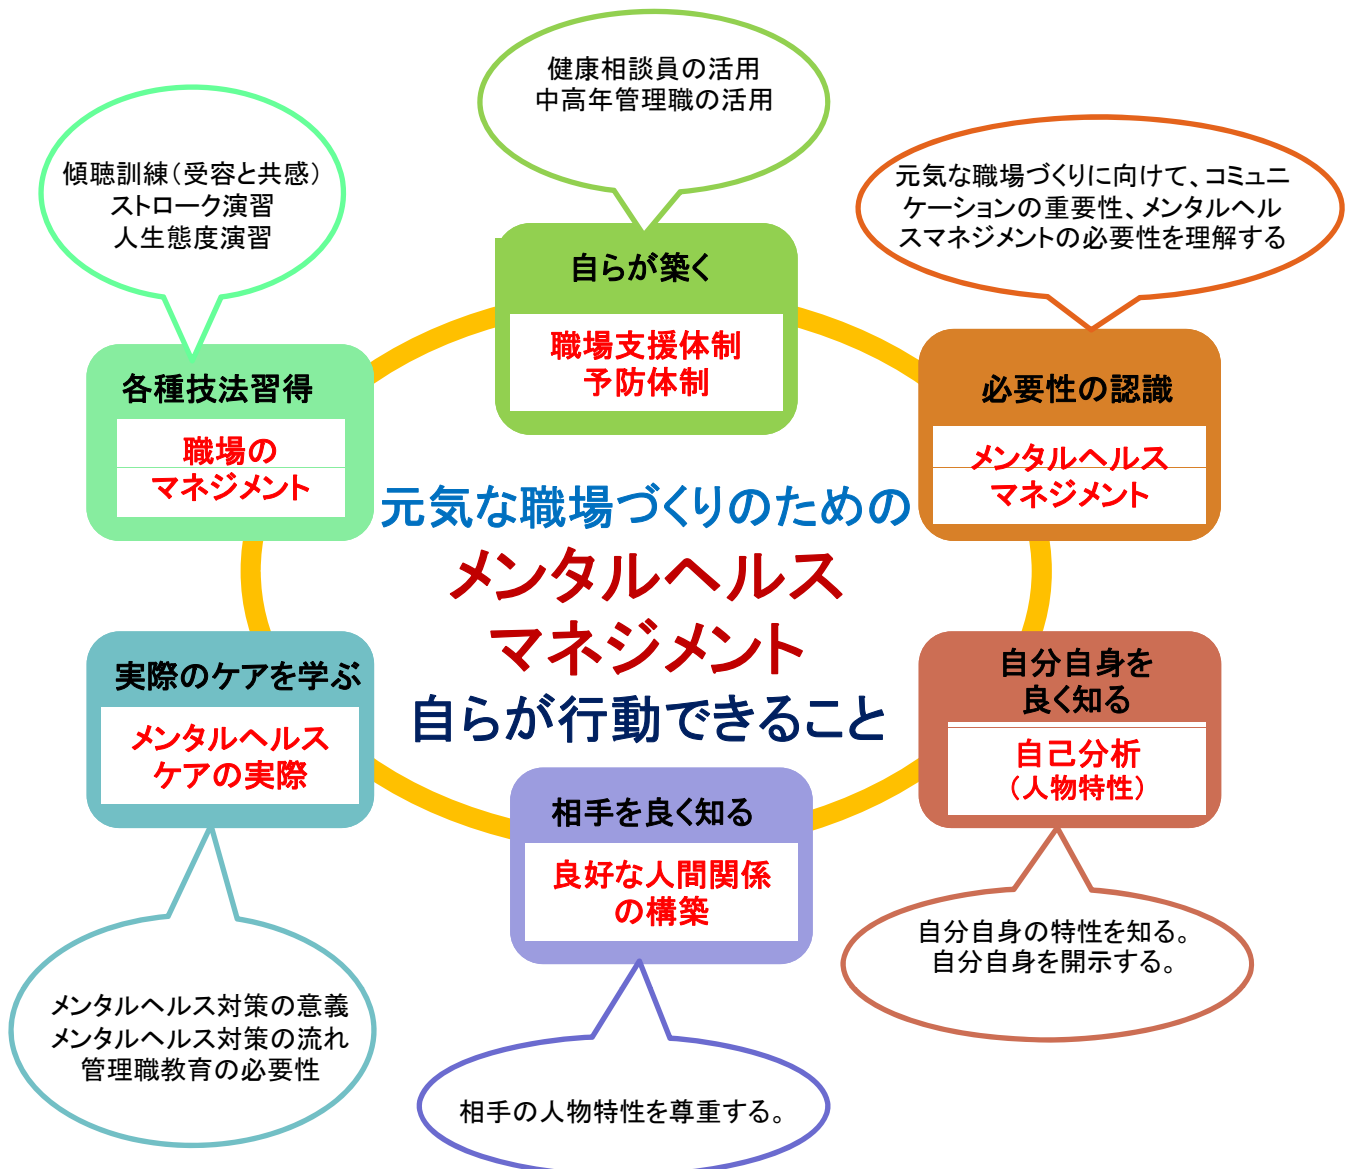 健康相談員の活用
中高年管理職の活用
自らが築く
職場支援体制
予防体制
元気な職場づくりに向けて、コミュニ
ケーションの重要性、メンタルヘル
スマネジメントの必要性を理解する
必要性の認識
メンタルヘルス
マネジメント
傾聴訓練（受容と共感）
ストローク演習
人生態度演習
各種技法習得
職場の
マネジメント
元気な職場づくりのための
メンタルヘルス
マネジメント
自らが行動できること
自分自身を
良く知る
自己分析
（人物特性）
自分自身の特性を知る。
自分自身を開示する。
相手を良く知る
良好な人間関係
の構築
相手の人物特性を尊重する。
実際のケアを学ぶ
メンタルヘルス
ケアの実際
メンタルヘルス対策の意義
メンタルヘルス対策の流れ
管理職教育の必要性